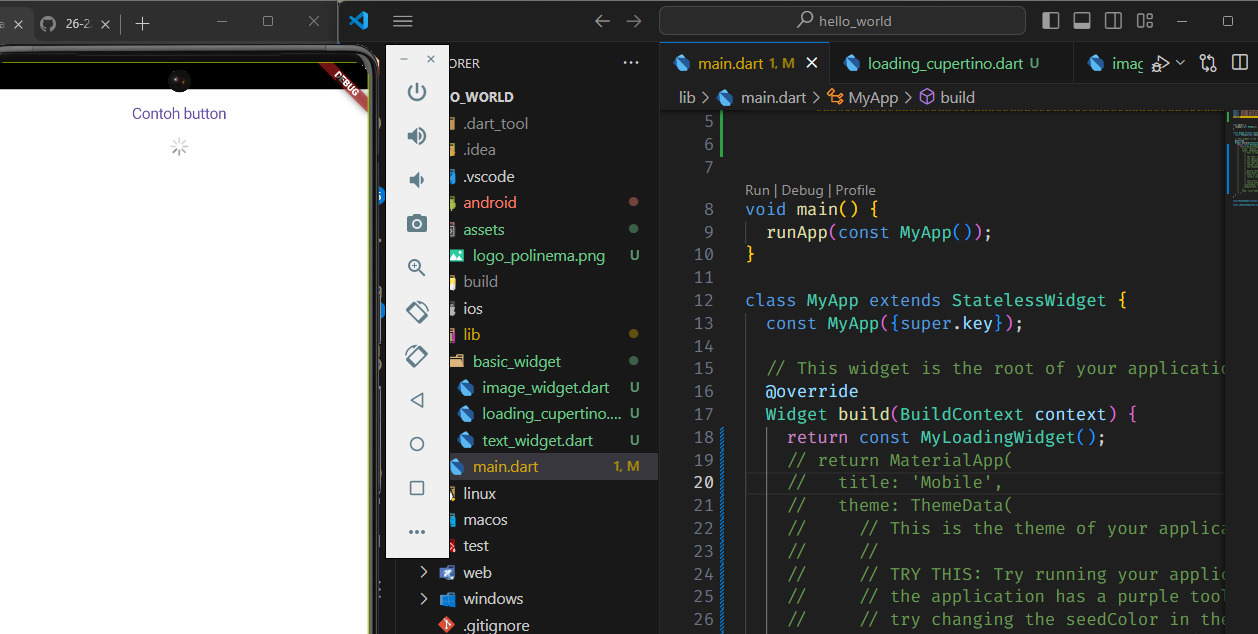 26-2
hello_world
DEBUG
Contoh button
ORER
O_WORLD
.dart_tool
.idea
.vscode
android
assets
logo_polinema.png U
build
ios
lib
basic_widget
image_widget.dart U
loading_cupertino.... U
text_widget.dart U
main.dart 1, M
linux
macos
test
web
windows
.gitignore
main.dart 1, M
loading_cupertino.dart U
imag
lib > main.dart > MyApp > build
5
6
7
Run | Debug | Profile
8 void main() {
9 runApp(const MyApp());
10 }
11
12 class MyApp extends StatelessWidget {
13 const MyApp({super.key});
14
15 // This widget is the root of your applicatio
16 @override
17 Widget build(BuildContext context) {
18 return const MyLoadingWidget();
19 // return MaterialApp(
20 // title: 'Mobile',
21 // theme: ThemeData(
22 // // This is the theme of your applica
23 // //
24 // // TRY THIS: Try running your applic
25 // // the application has a purple tool
26 // // try changing the seedColor in the